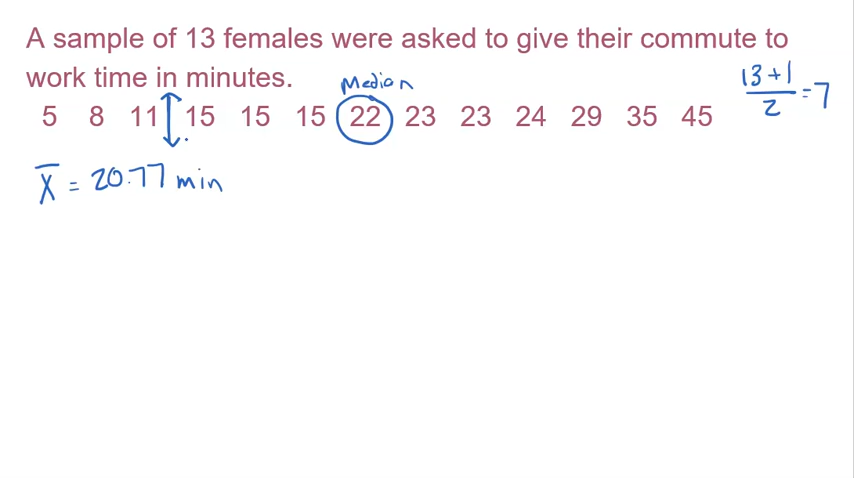 A sample of 13 females were asked to give their commute to
work time in minutes.
Median
13+1
2
=7
5 8 11 15 15 15 22 23 23 24 29 35 45
X = 20.77 min